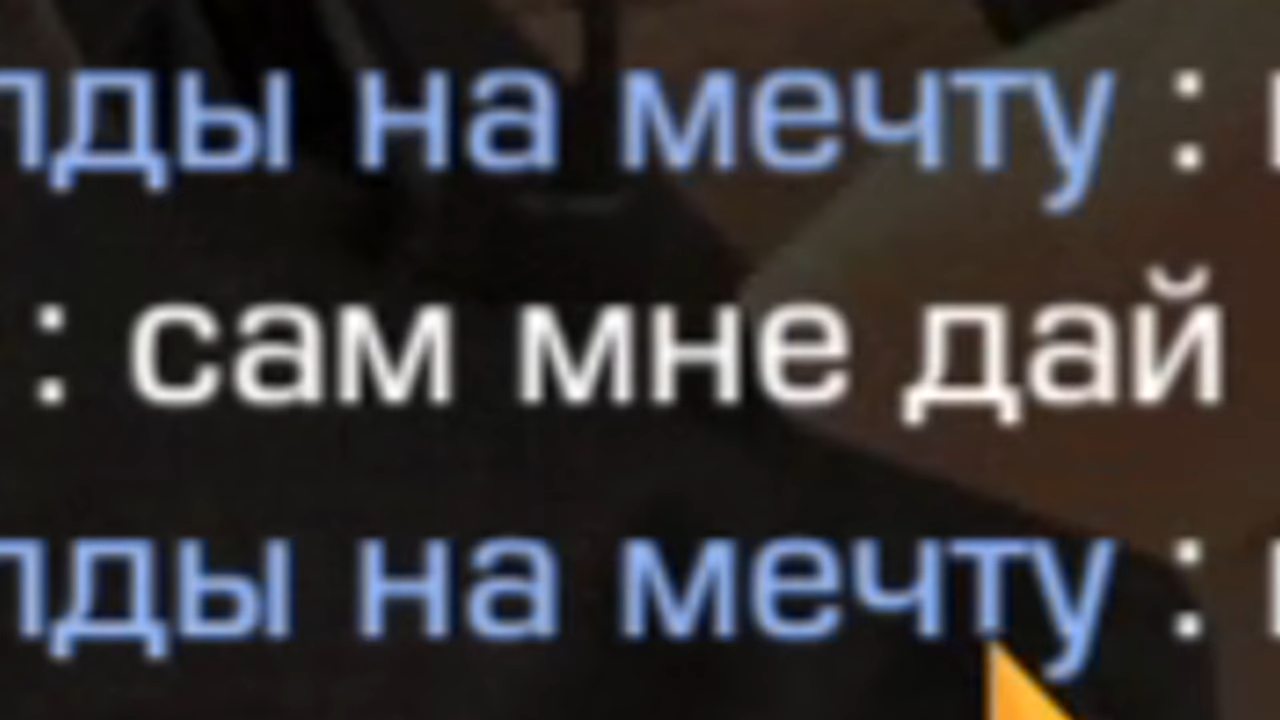 лды на мечту :
: сам мне дай
лды на мечту :